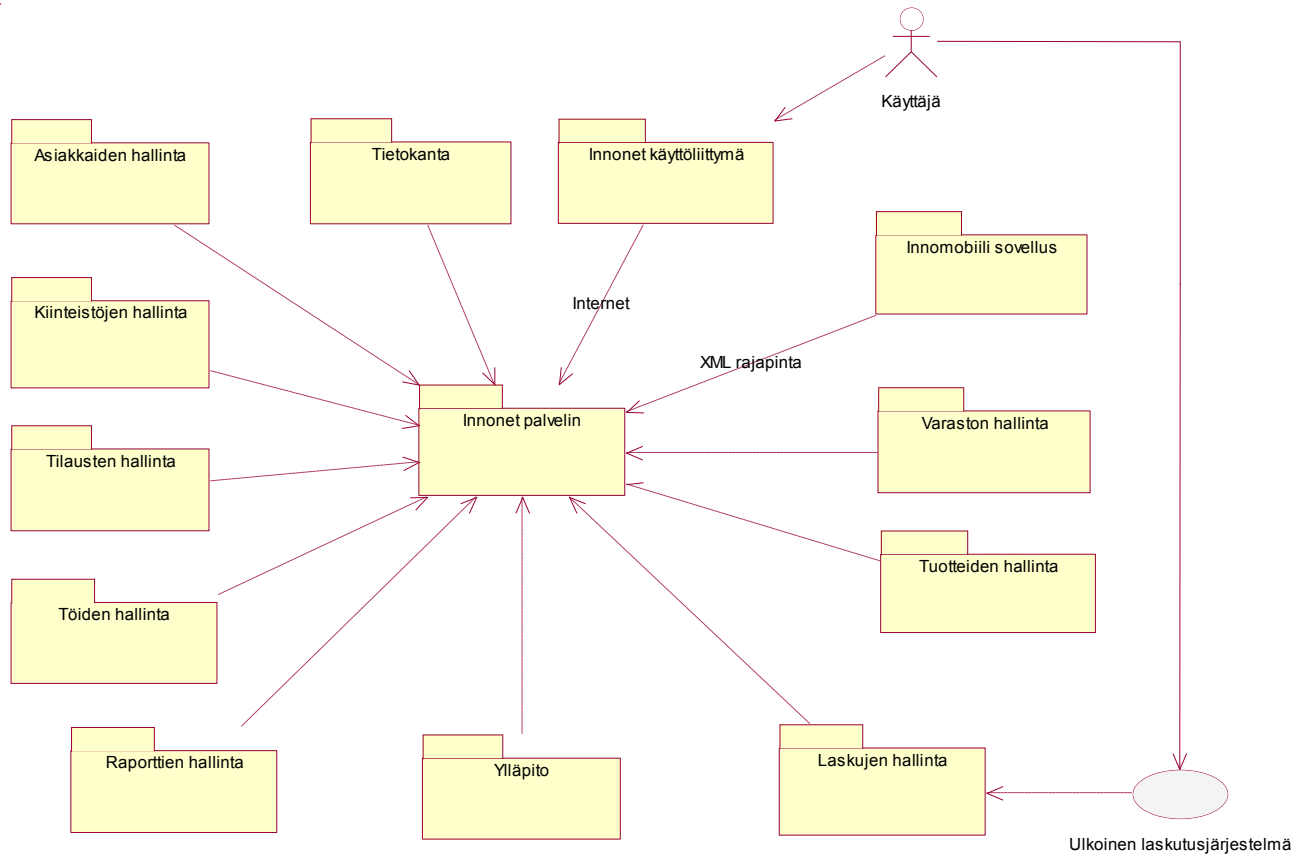 Käyttäjä
Asiakkaiden hallinta
Tietokanta
Innonet käyttöliittymä
Innomobiili sovellus
Kiinteistöjen hallinta
Internet
XML rajapinta
Innonet palvelin
Varaston hallinta
Tilausten hallinta
Tuotteiden hallinta
Töiden hallinta
Raporttien hallinta
Ylläpito
Laskujen hallinta
Ulkoinen laskutusjärjestelmä